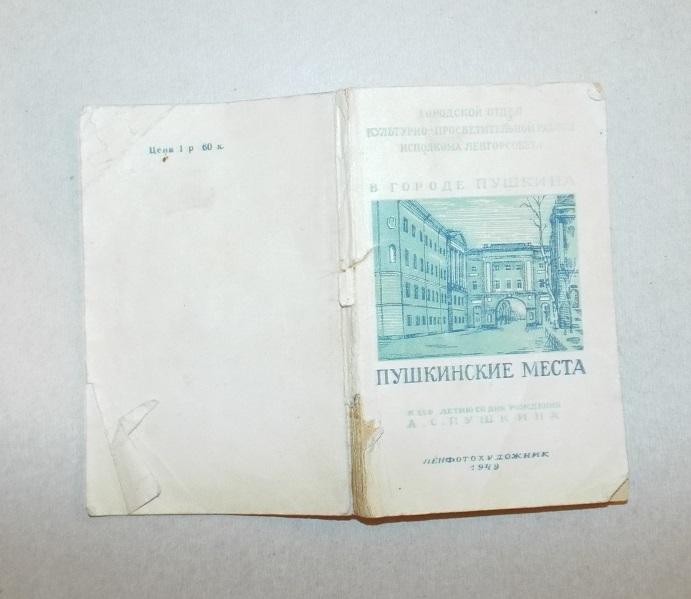 Цена 1 р 60 к.
ГОРОДСКОЙ ОТДЕЛ
КУЛЬТУРНО-ПРОСВЕТИТЕЛЬНОЙ РАБОТЫ
ИСПОЛКОМА ЛЕНГОРСОВЕТА
В ГОРОДЕ ПУШКИНА
ПУШКИНСКИЕ МЕСТА
К 150 ЛЕТИЮ СО ДНЯ РОЖДЕНИЯ
А.С.ПУШКИНА
ЛЕНФОТОХУДОЖНИК
1949